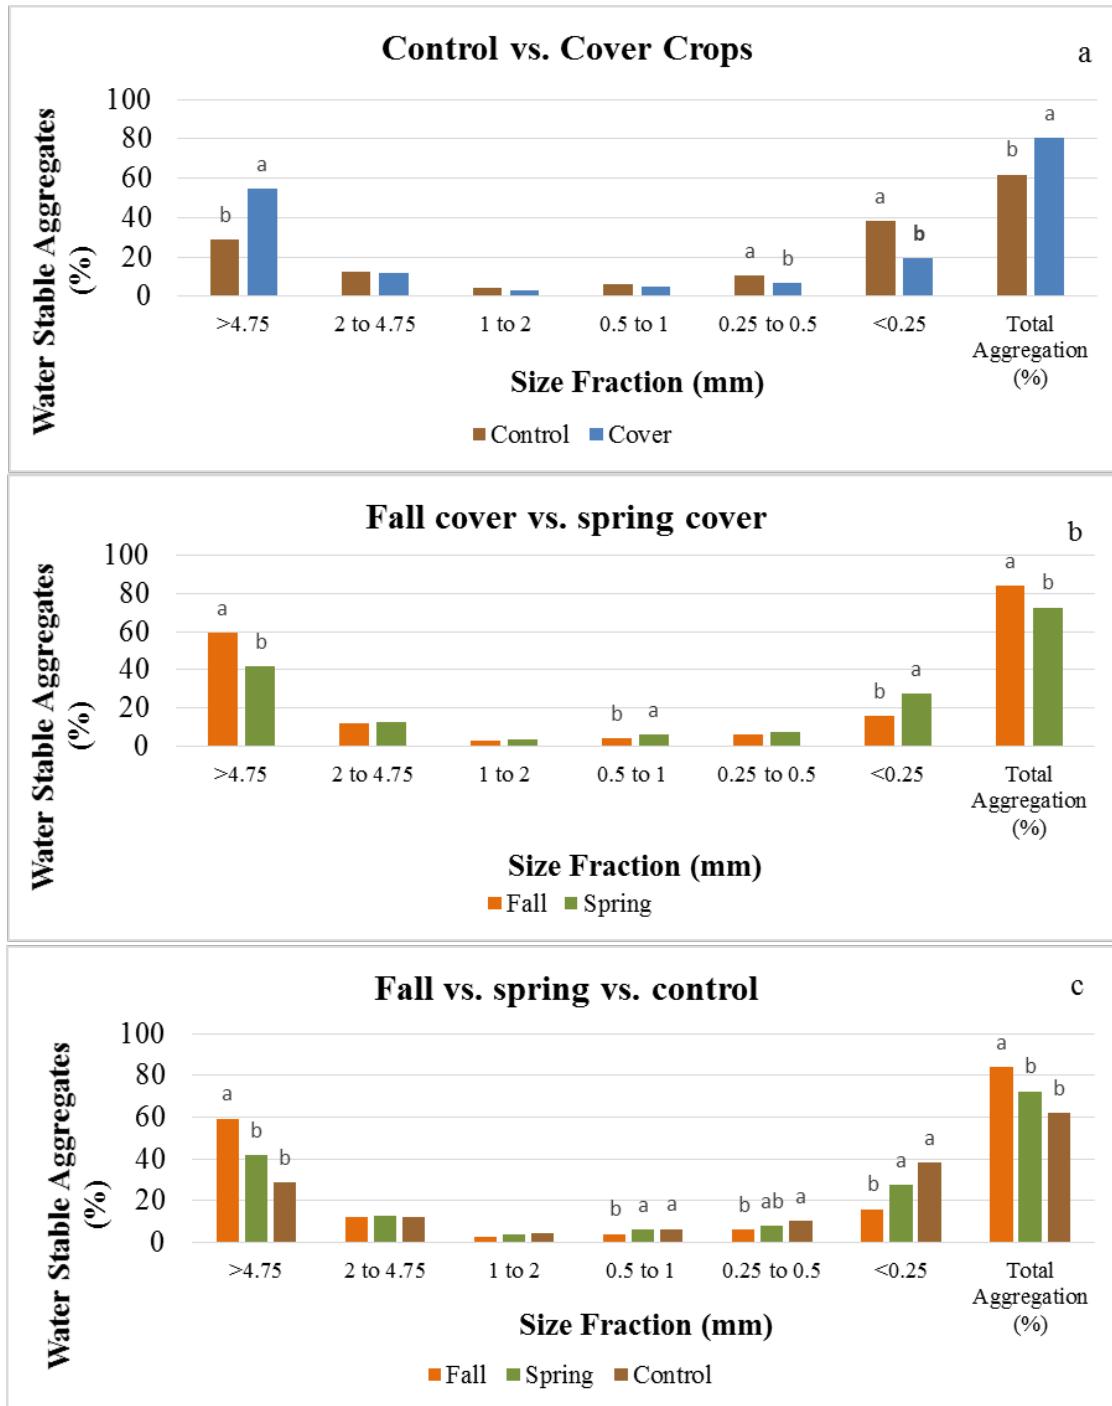 Control vs. Cover Crops
a
Water Stable Aggregates
(%)
100
80
60
40
20
0
b
a
a
b
a
b
b
a
>4.75
2 to 4.75
1 to 2
0.5 to 1
0.25 to 0.5
<0.25
Total
Aggregation
(%)
Size Fraction (mm)
Control
Cover
Fall cover vs. spring cover
b
Water Stable Aggregates
(%)
100
80
60
40
20
0
a
b
b
a
b
a
a
b
>4.75
2 to 4.75
1 to 2
0.5 to 1
0.25 to 0.5
<0.25
Total
Aggregation
(%)
Size Fraction (mm)
Fall
Spring
Fall vs. spring vs. control
c
Water Stable Aggregates
(%)
100
80
60
40
20
0
a
b
b
b
a
a
b
ab
a
b
a
a
a
b
b
>4.75
2 to 4.75
1 to 2
0.5 to 1
0.25 to 0.5
<0.25
Total
Aggregation
(%)
Size Fraction (mm)
Fall
Spring
Control